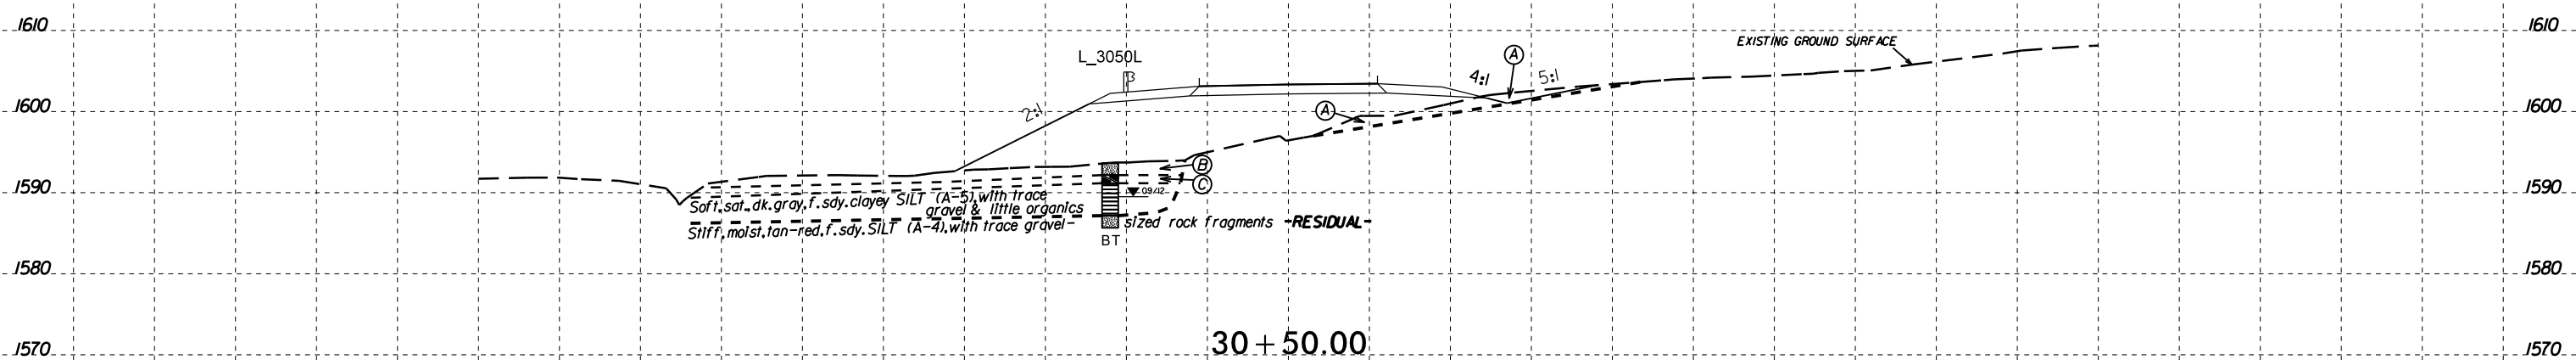 1610 1610
EXISTING GROUND SURFACE
L_3050L
A
4:1 5:1
13
1600 1600
2:1
A
B
C
1590 1590
09/12
Soft,sat.,dk.gray,f.sdy.clayey SILT (A-5),with trace
gravel & little organics
Stiff,moist,tan-red,f.sdy.SILT (A-4),with trace gravel- sized rock fragments -RESIDUAL-
BT
1580 1580
30+50.00
1570 1570